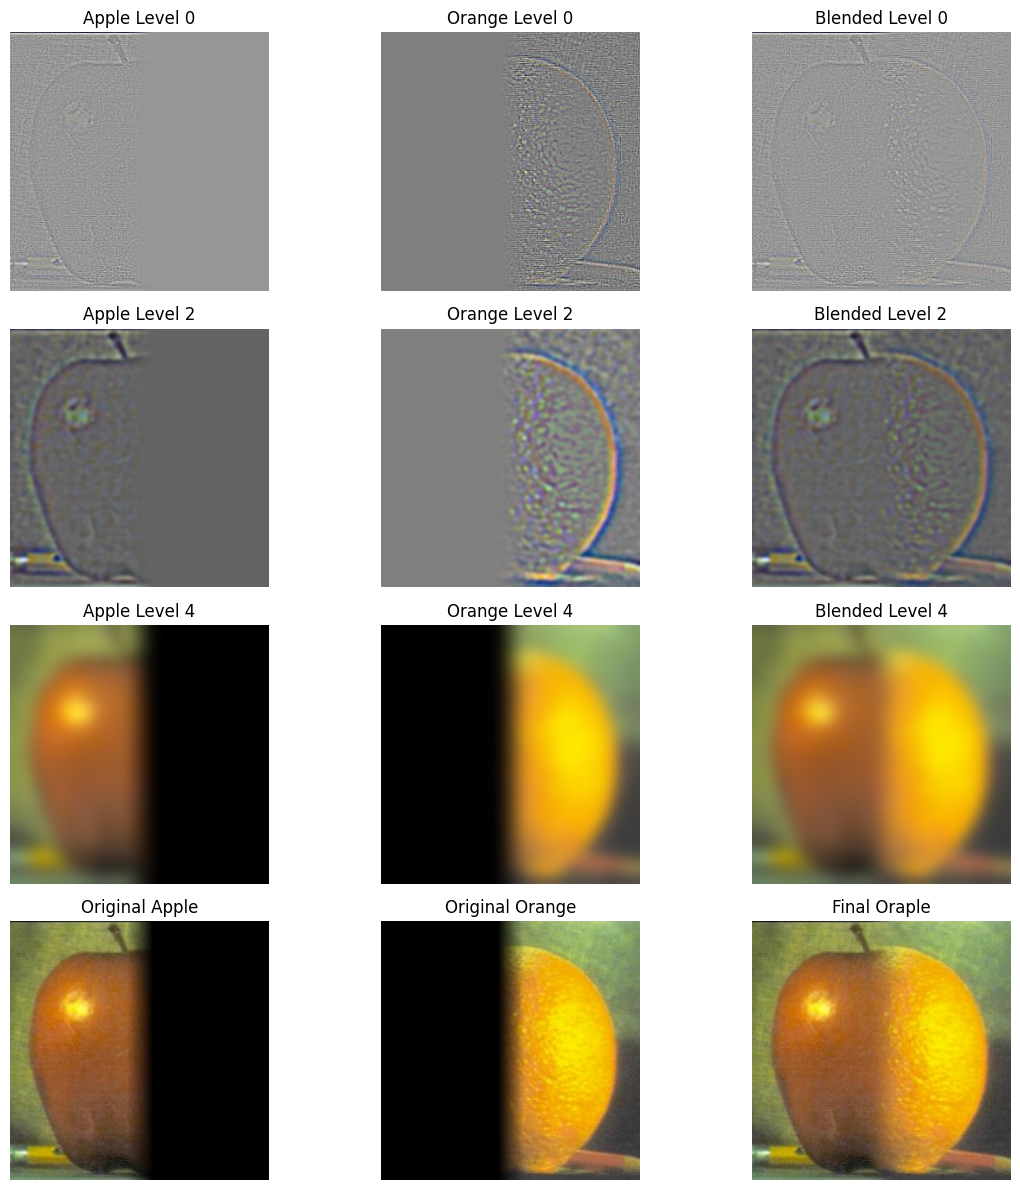 Apple Level 0
Orange Level 0
Blended Level 0
Apple Level 2
Orange Level 2
Blended Level 2
Apple Level 4
Orange Level 4
Blended Level 4
Original Apple
Original Orange
Final Oraple